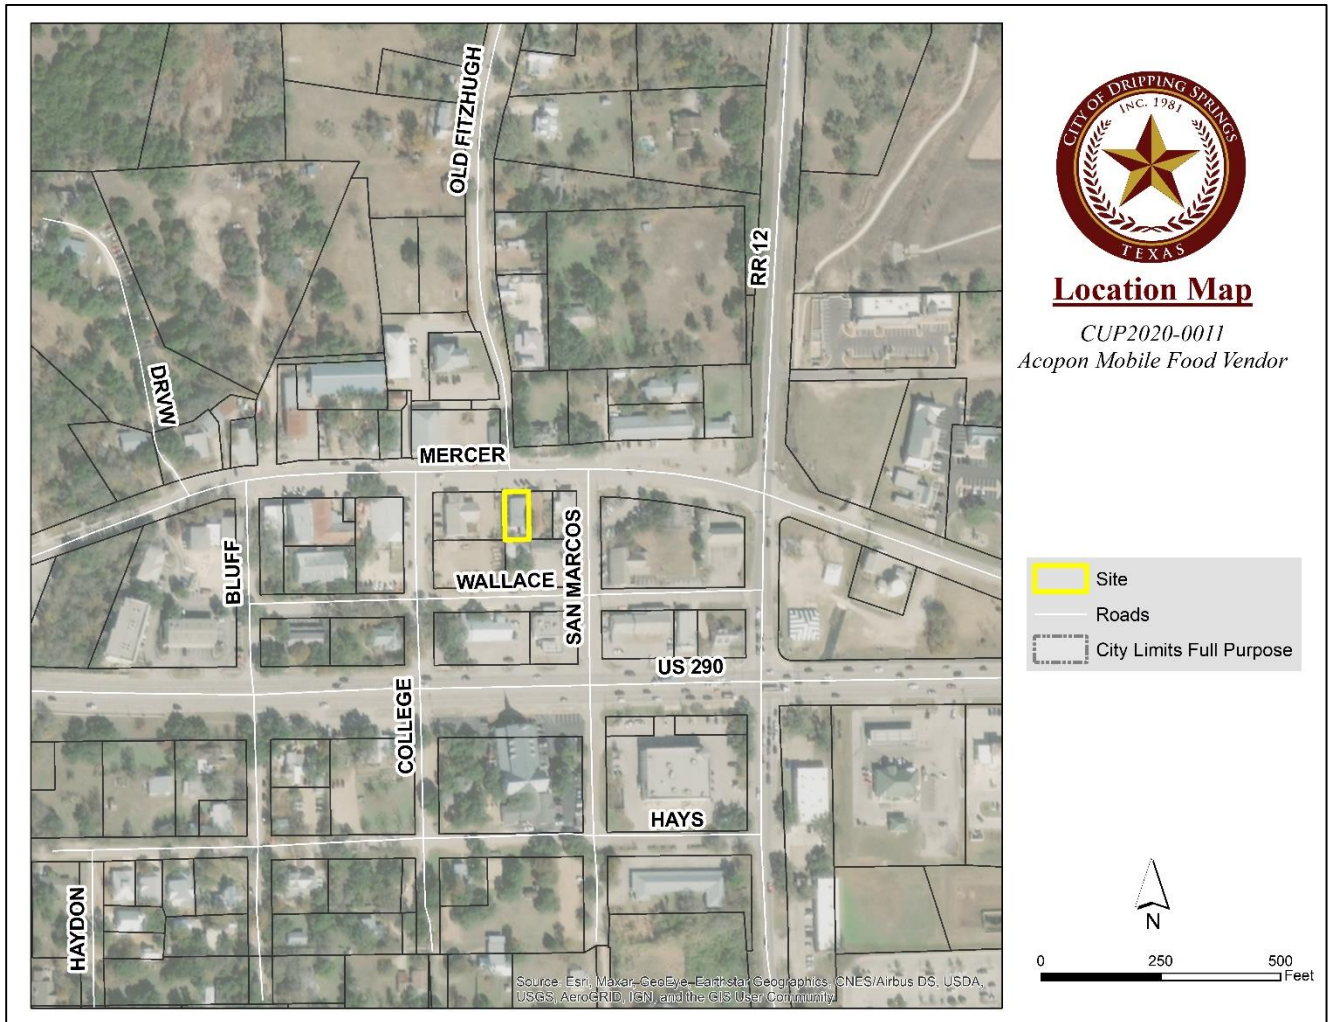 CITY OF DRIPPING SPRINGS
INC. 1981
TEXAS
Location Map
CUP2020-0011
Acopon Mobile Food Vendor
OLD FITZHUGH
RR 12
DRVW
MERCER
BLUFF
WALLACE
SAN MARCOS
US 290
COLLEGE
HAYS
HAYDON
Site
Roads
City Limits Full Purpose
N
0 250 500
Feet
Source: Esri, Maxar, GeoEye, Earthstar Geographics, CNES/Airbus DS, USDA,
USGS, AeroGRID, IGN, and the GIS User Community